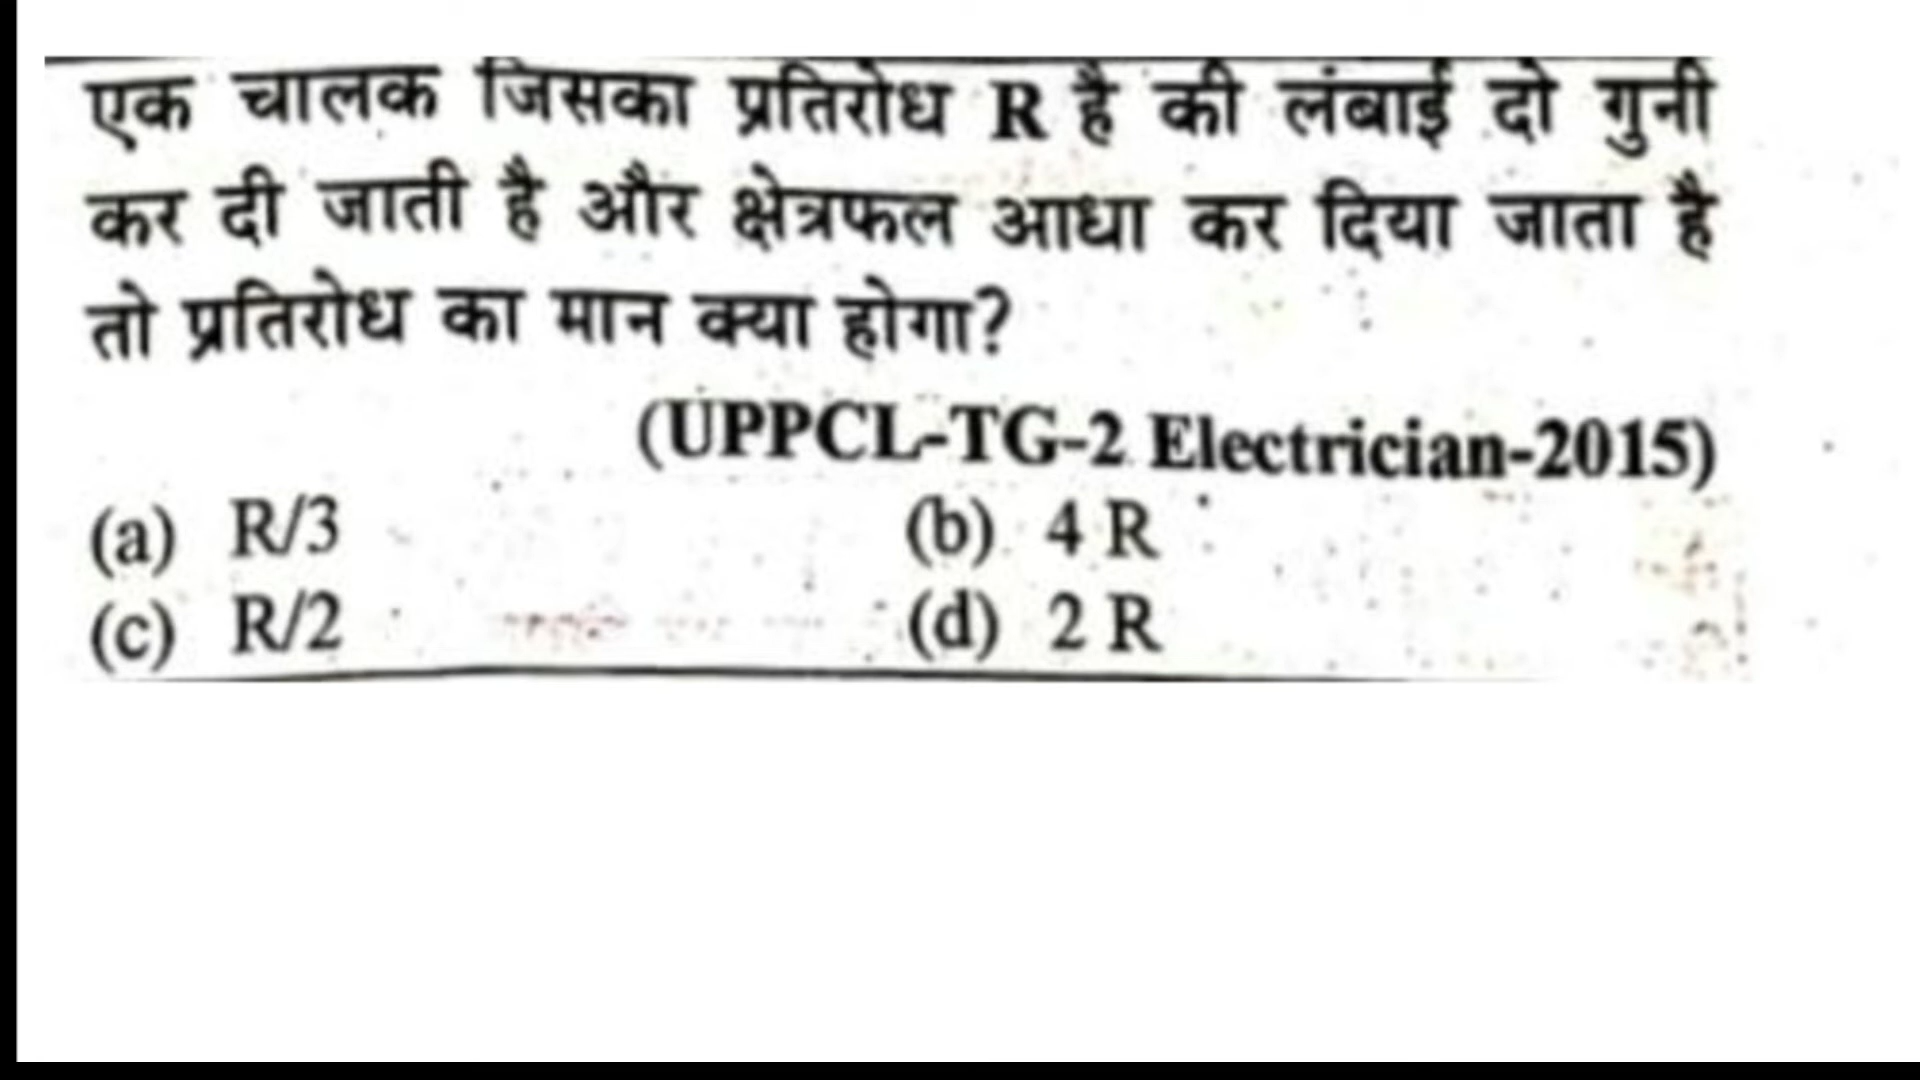 एक चालक जिसका प्रतिरोध R है की लंबाई दो गुनी
कर दी जाती है और क्षेत्रफल आधा कर दिया जाता है
तो प्रतिरोध का मान क्या होगा?
(UPPCL-TG-2 Electrician-2015)
(a) R/3 (b) 4 R
(c) R/2 (d) 2 R